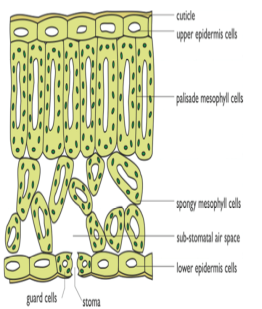 cuticle
upper epidermis cells
palisade mesophyll cells
spongy mesophyll cells
sub-stomatal air space
lower epidermis cells
guard cells
stoma